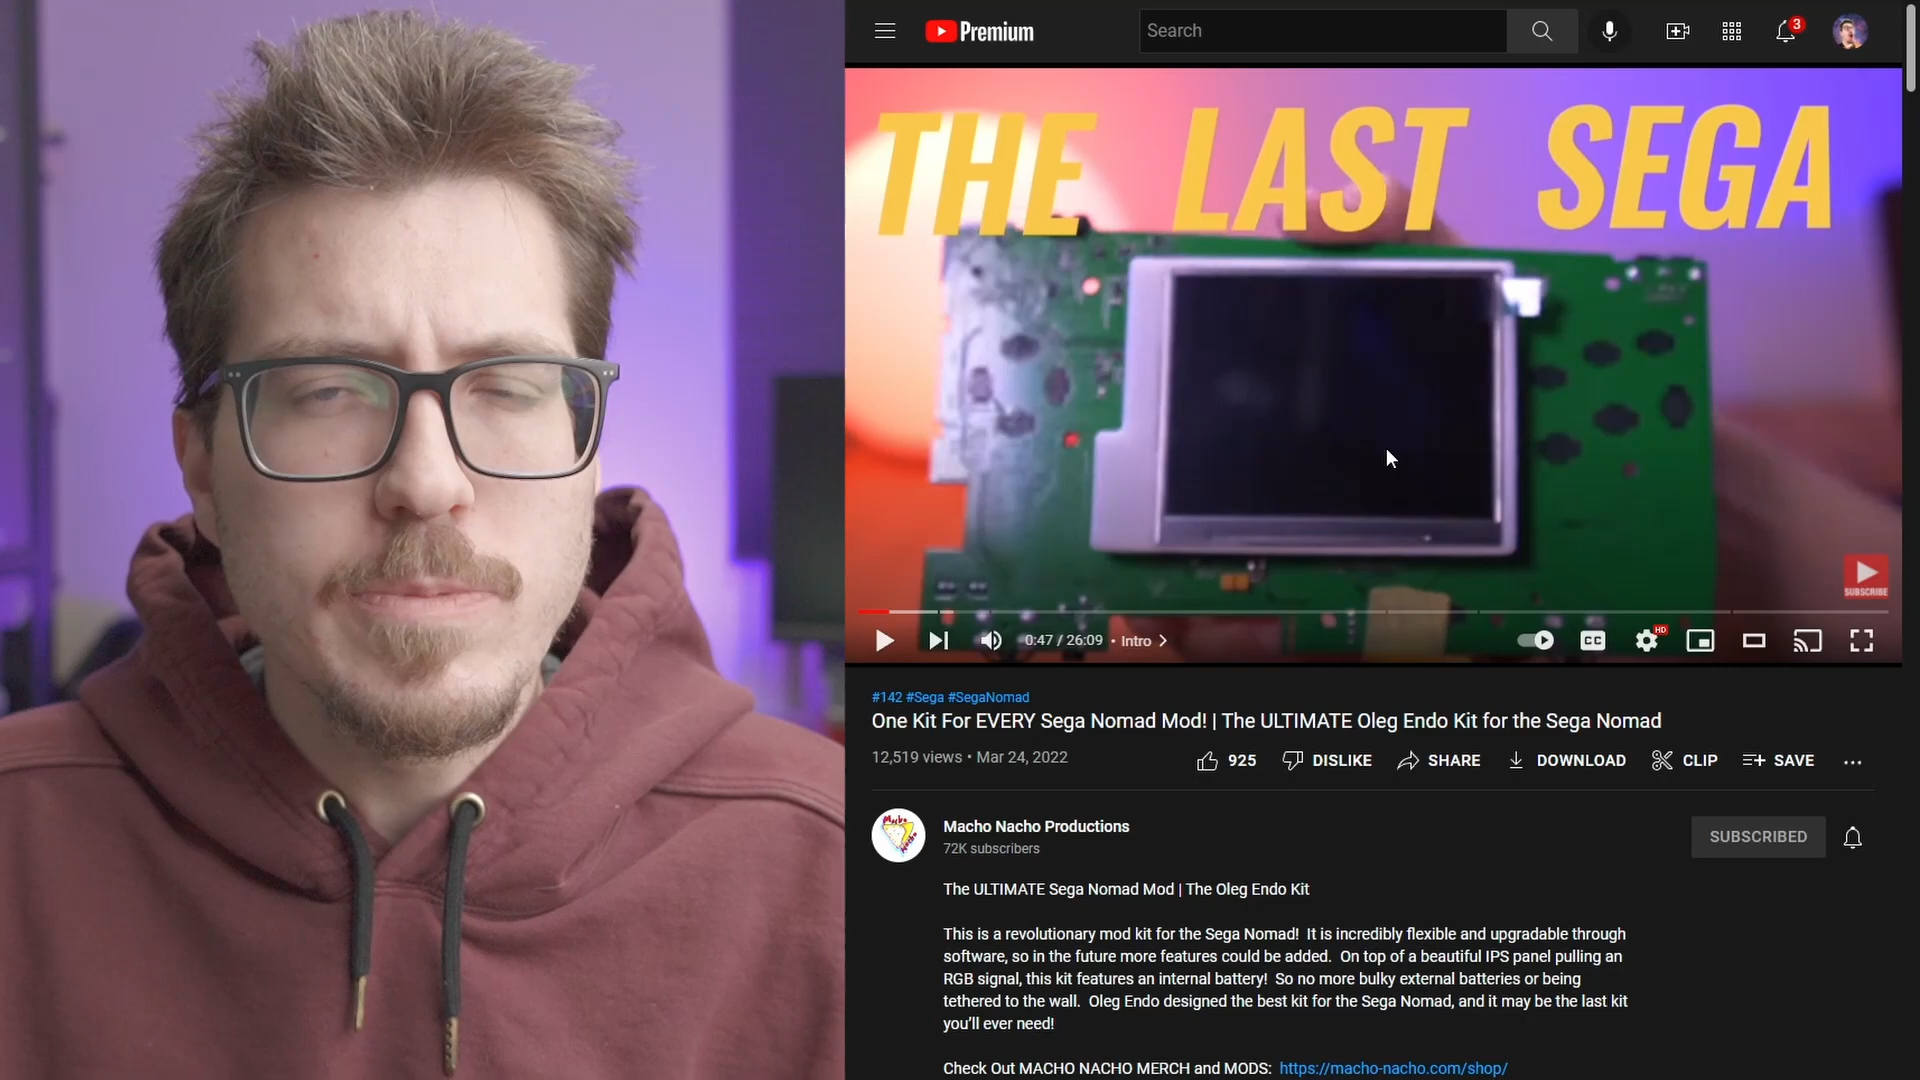 Premium
Search
3
THE LAST SEGA
SUBSCRIBE
0:47 / 26:09 • Intro
CC
HD
#142 #Sega #SegaNomad
One Kit For EVERY Sega Nomad Mod! | The ULTIMATE Oleg Endo Kit for the Sega Nomad
12,519 views • Mar 24, 2022
925 DISLIKE SHARE DOWNLOAD CLIP SAVE ...
Macho Nacho
Macho Nacho Productions
72K subscribers
SUBSCRIBED
The ULTIMATE Sega Nomad Mod | The Oleg Endo Kit
This is a revolutionary mod kit for the Sega Nomad! It is incredibly flexible and upgradable through
software, so in the future more features could be added. On top of a beautiful IPS panel pulling an
RGB signal, this kit features an internal battery! So no more bulky external batteries or being
tethered to the wall. Oleg Endo designed the best kit for the Sega Nomad, and it may be the last kit
you’ll ever need!
Check Out MACHO NACHO MERCH and MODS: https://macho-nacho.com/shop/